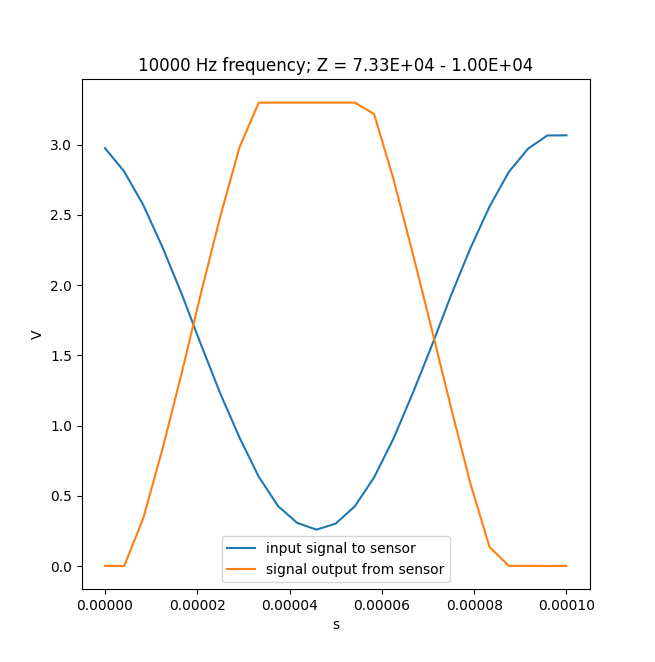 10000 Hz frequency; Z = 7.33E+04 - 1.00E+04
V
3.0
2.5
2.0
1.5
1.0
0.5
0.0
input signal to sensor
signal output from sensor
0.00000 0.00002 0.00004 0.00006 0.00008 0.00010
s